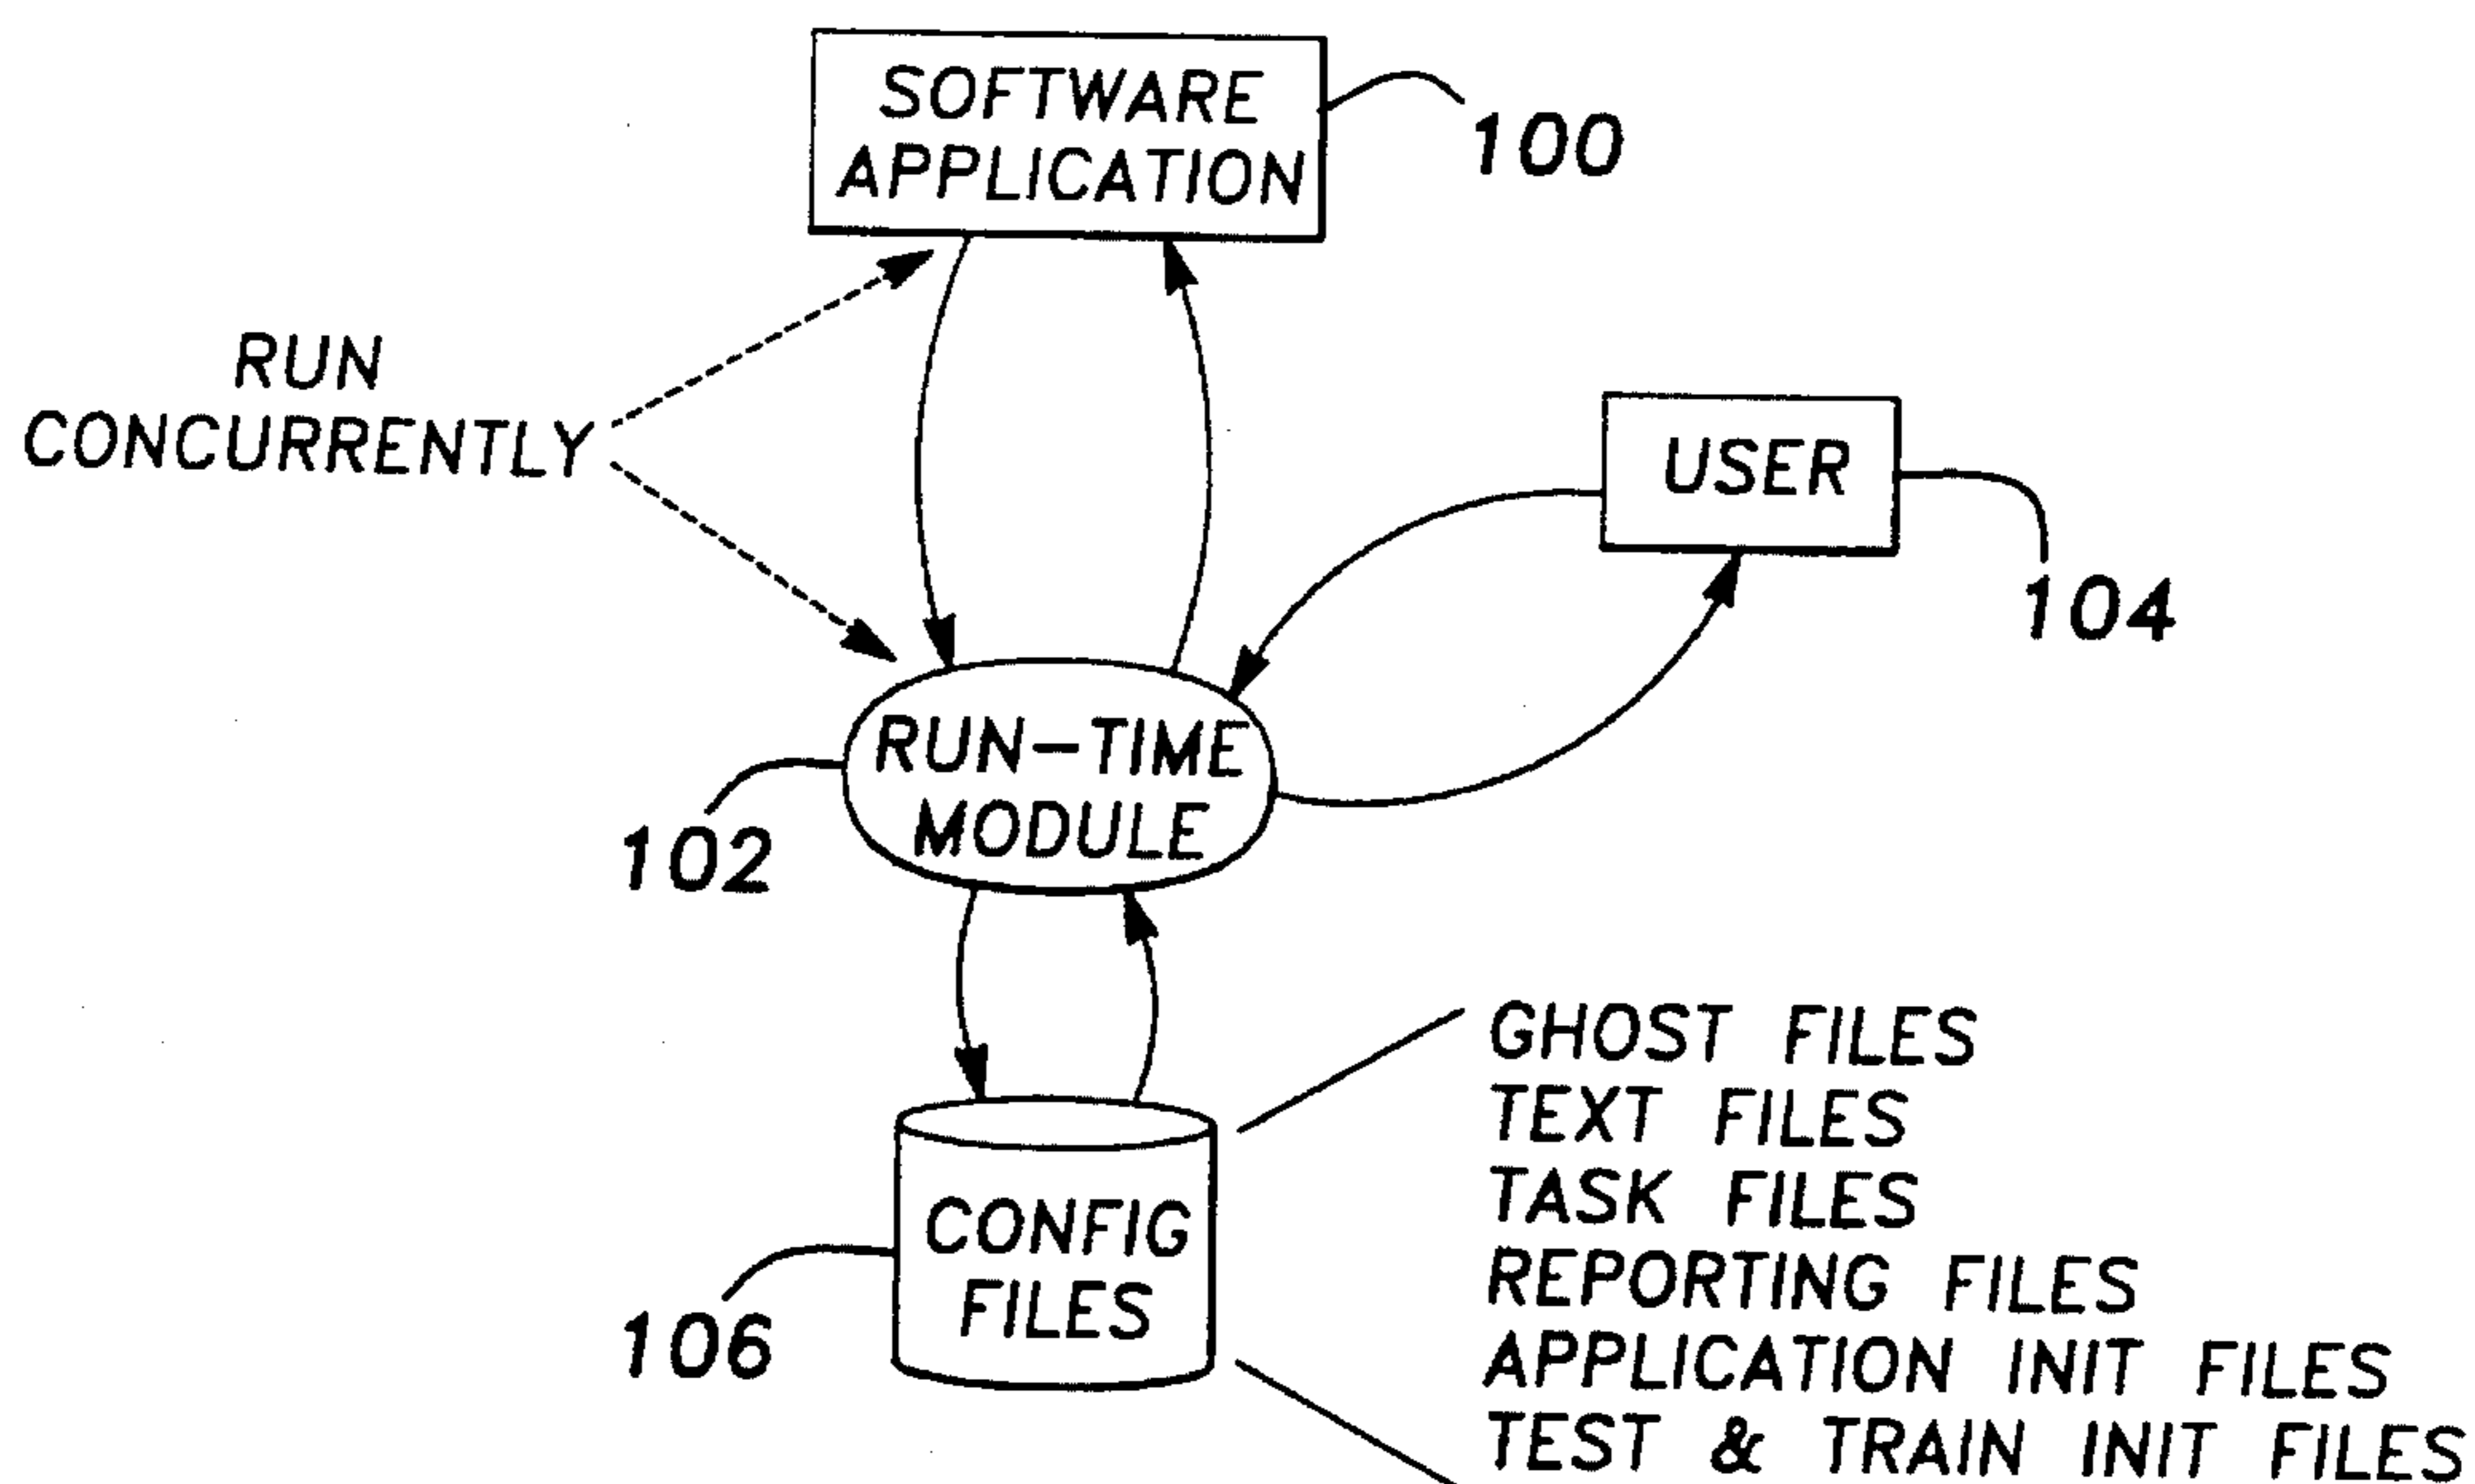 SOFTWARE
APPLICATION
100
RUN
CONCURRENTLY
USER
104
RUN-TIME
MODULE
102
CONFIG
FILES
106
GHOST FILES
TEXT FILES
TASK FILES
REPORTING FILES
APPLICATION INIT FILES
TEST & TRAIN INIT FILES